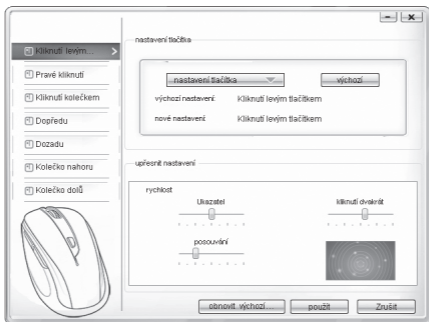 Kliknutí levým...
Pravé kliknutí
Kliknutí kolečkem
Dopředu
Dozadu
Kolečko nahoru
Kolečko dolů
nastavení tlačítka
nastavení tlačítka
výchozí
výchozí nastavení: Kliknutí levým tlačítkem
nové nastavení: Kliknutí levým tlačítkem
upřesnit nastavení
rychlost
Ukazatel
kliknutí dvakrát
posouvání
obnovit výchozí...
použít
Zrušit